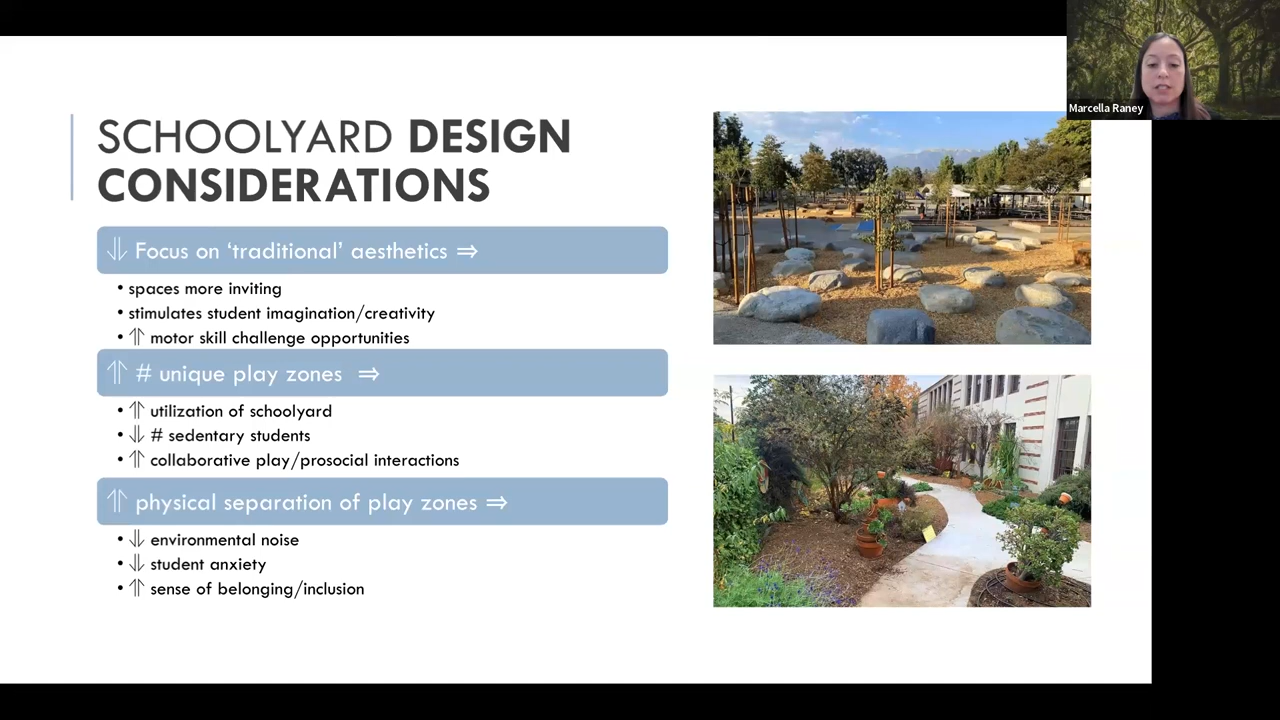 SCHOOLYARD DESIGN
CONSIDERATIONS
⇓ Focus on ‘traditional’ aesthetics ⇒
• spaces more inviting
• stimulates student imagination/creativity
• ⇑ motor skill challenge opportunities
⇑ # unique play zones ⇒
• ⇑ utilization of schoolyard
• ⇓ # sedentary students
• ⇑ collaborative play/prosocial interactions
⇑ physical separation of play zones ⇒
• ⇓ environmental noise
• ⇓ student anxiety
• ⇑ sense of belonging/inclusion
Marcella Raney